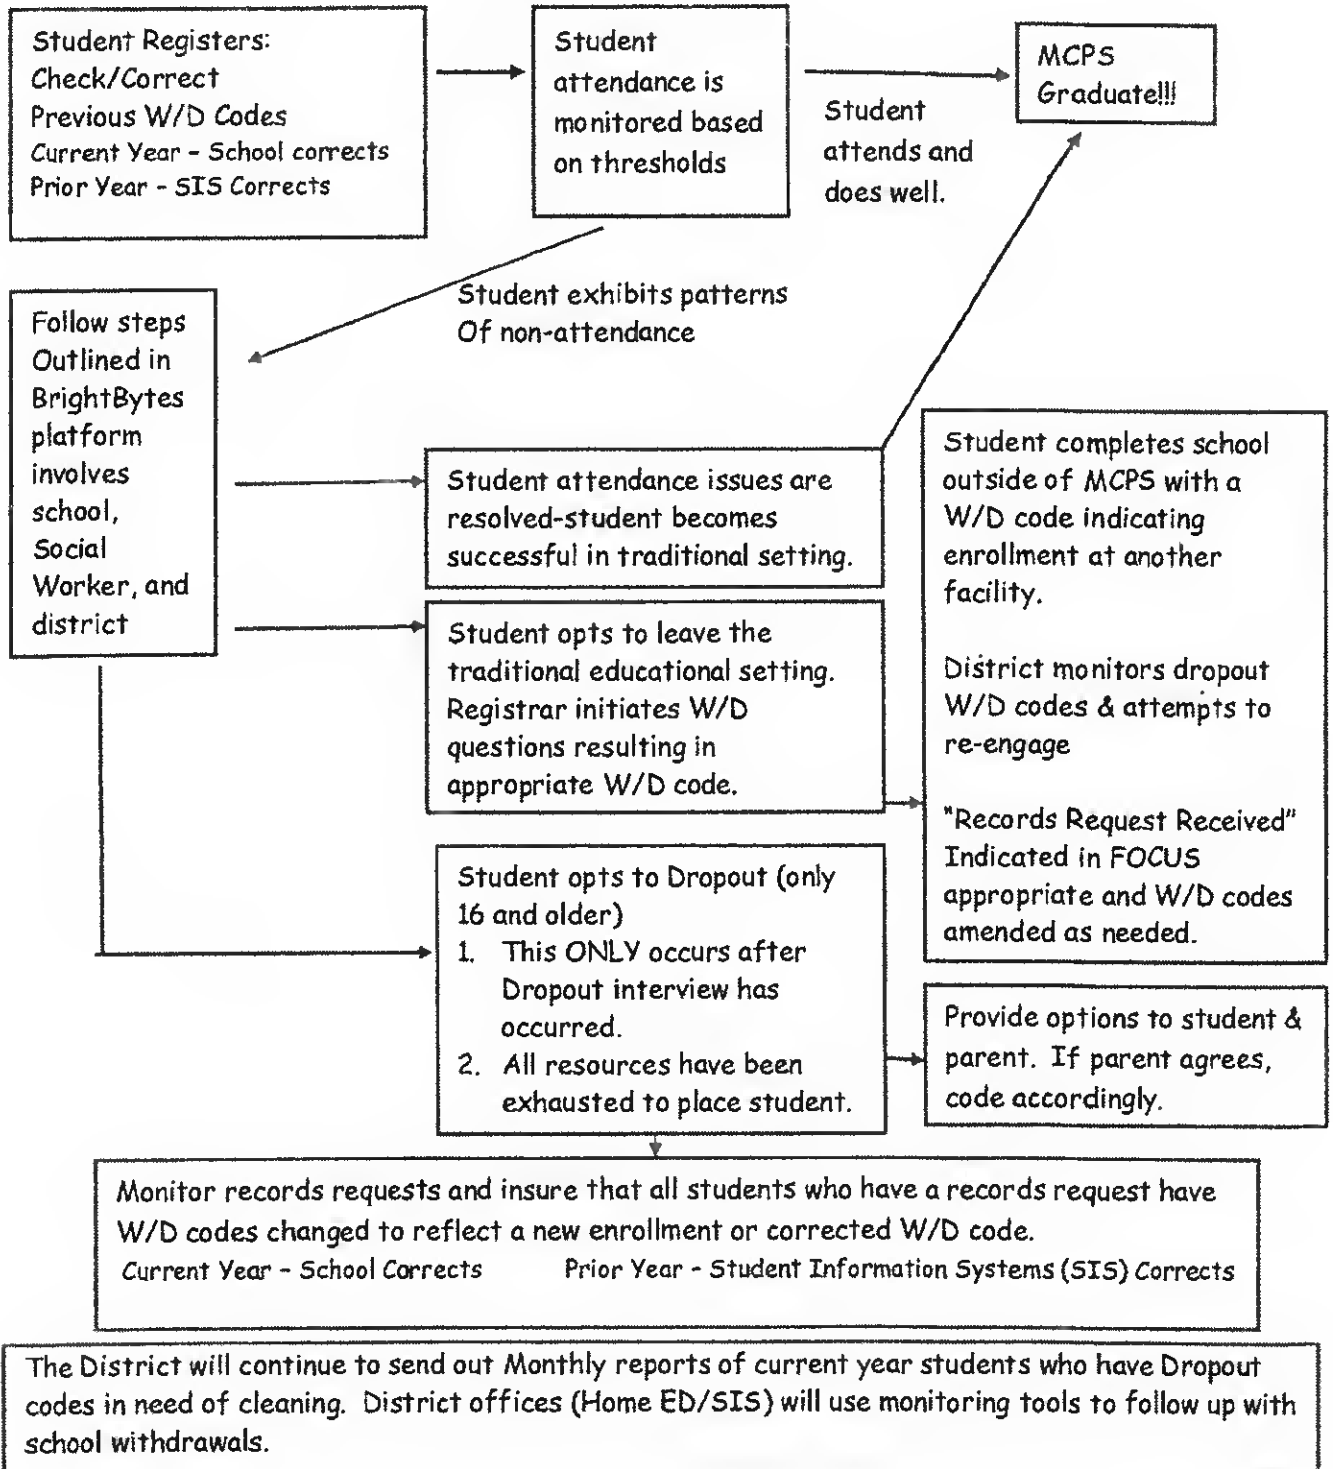 Student Registers:
Check/Correct
Previous W/D Codes
Current Year - School corrects
Prior Year - SIS Corrects
Student
attendance is
monitored based
on thresholds
Student
attends and
does well.
MCPS
Graduate!!!
Student exhibits patterns
Of non-attendance
Follow steps
Outlined in
BrightBytes
platform
involves
school,
Social
Worker, and
district
Student attendance issues are
resolved-student becomes
successful in traditional setting.
Student opts to leave the
traditional educational setting.
Registrar initiates W/D
questions resulting in
appropriate W/D code.
Student completes school
outside of MCPS with a
W/D code indicating
enrollment at another
facility.
District monitors dropout
W/D codes & attempts to
re-engage
"Records Request Received"
Indicated in FOCUS
appropriate and W/D codes
amended as needed.
Student opts to Dropout (only
16 and older)
1. This ONLY occurs after
Dropout interview has
occurred.
2. All resources have been
exhausted to place student.
Provide options to student &
parent. If parent agrees,
code accordingly.
Monitor records requests and insure that all students who have a records request have
W/D codes changed to reflect a new enrollment or corrected W/D code.
Current Year - School Corrects Prior Year - Student Information Systems (SIS) Corrects
The District will continue to send out Monthly reports of current year students who have Dropout
codes in need of cleaning. District offices (Home ED/SIS) will use monitoring tools to follow up with
school withdrawals.